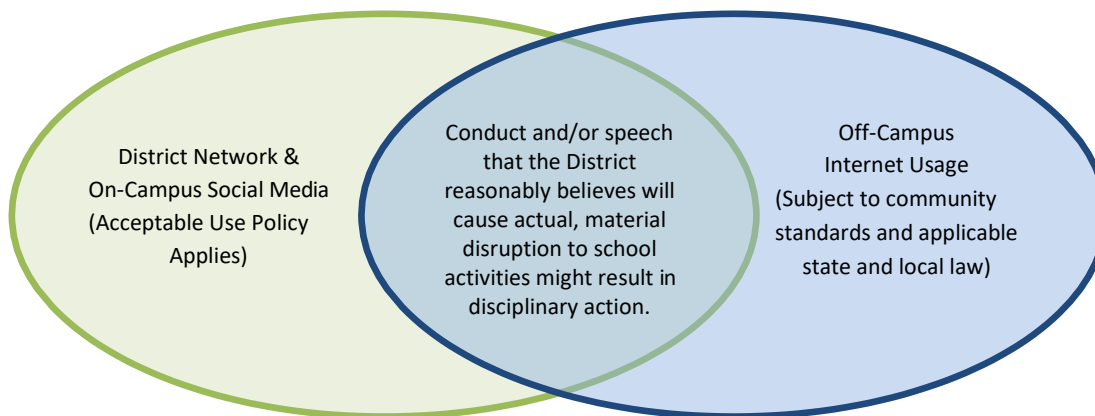 District Network &
On-Campus Social Media
(Acceptable Use Policy
Applies)
Conduct and/or speech
that the District
reasonably believes will
cause actual, material
disruption to school
activities might result in
disciplinary action.
Off-Campus
Internet Usage
(Subject to community
standards and applicable
state and local law)